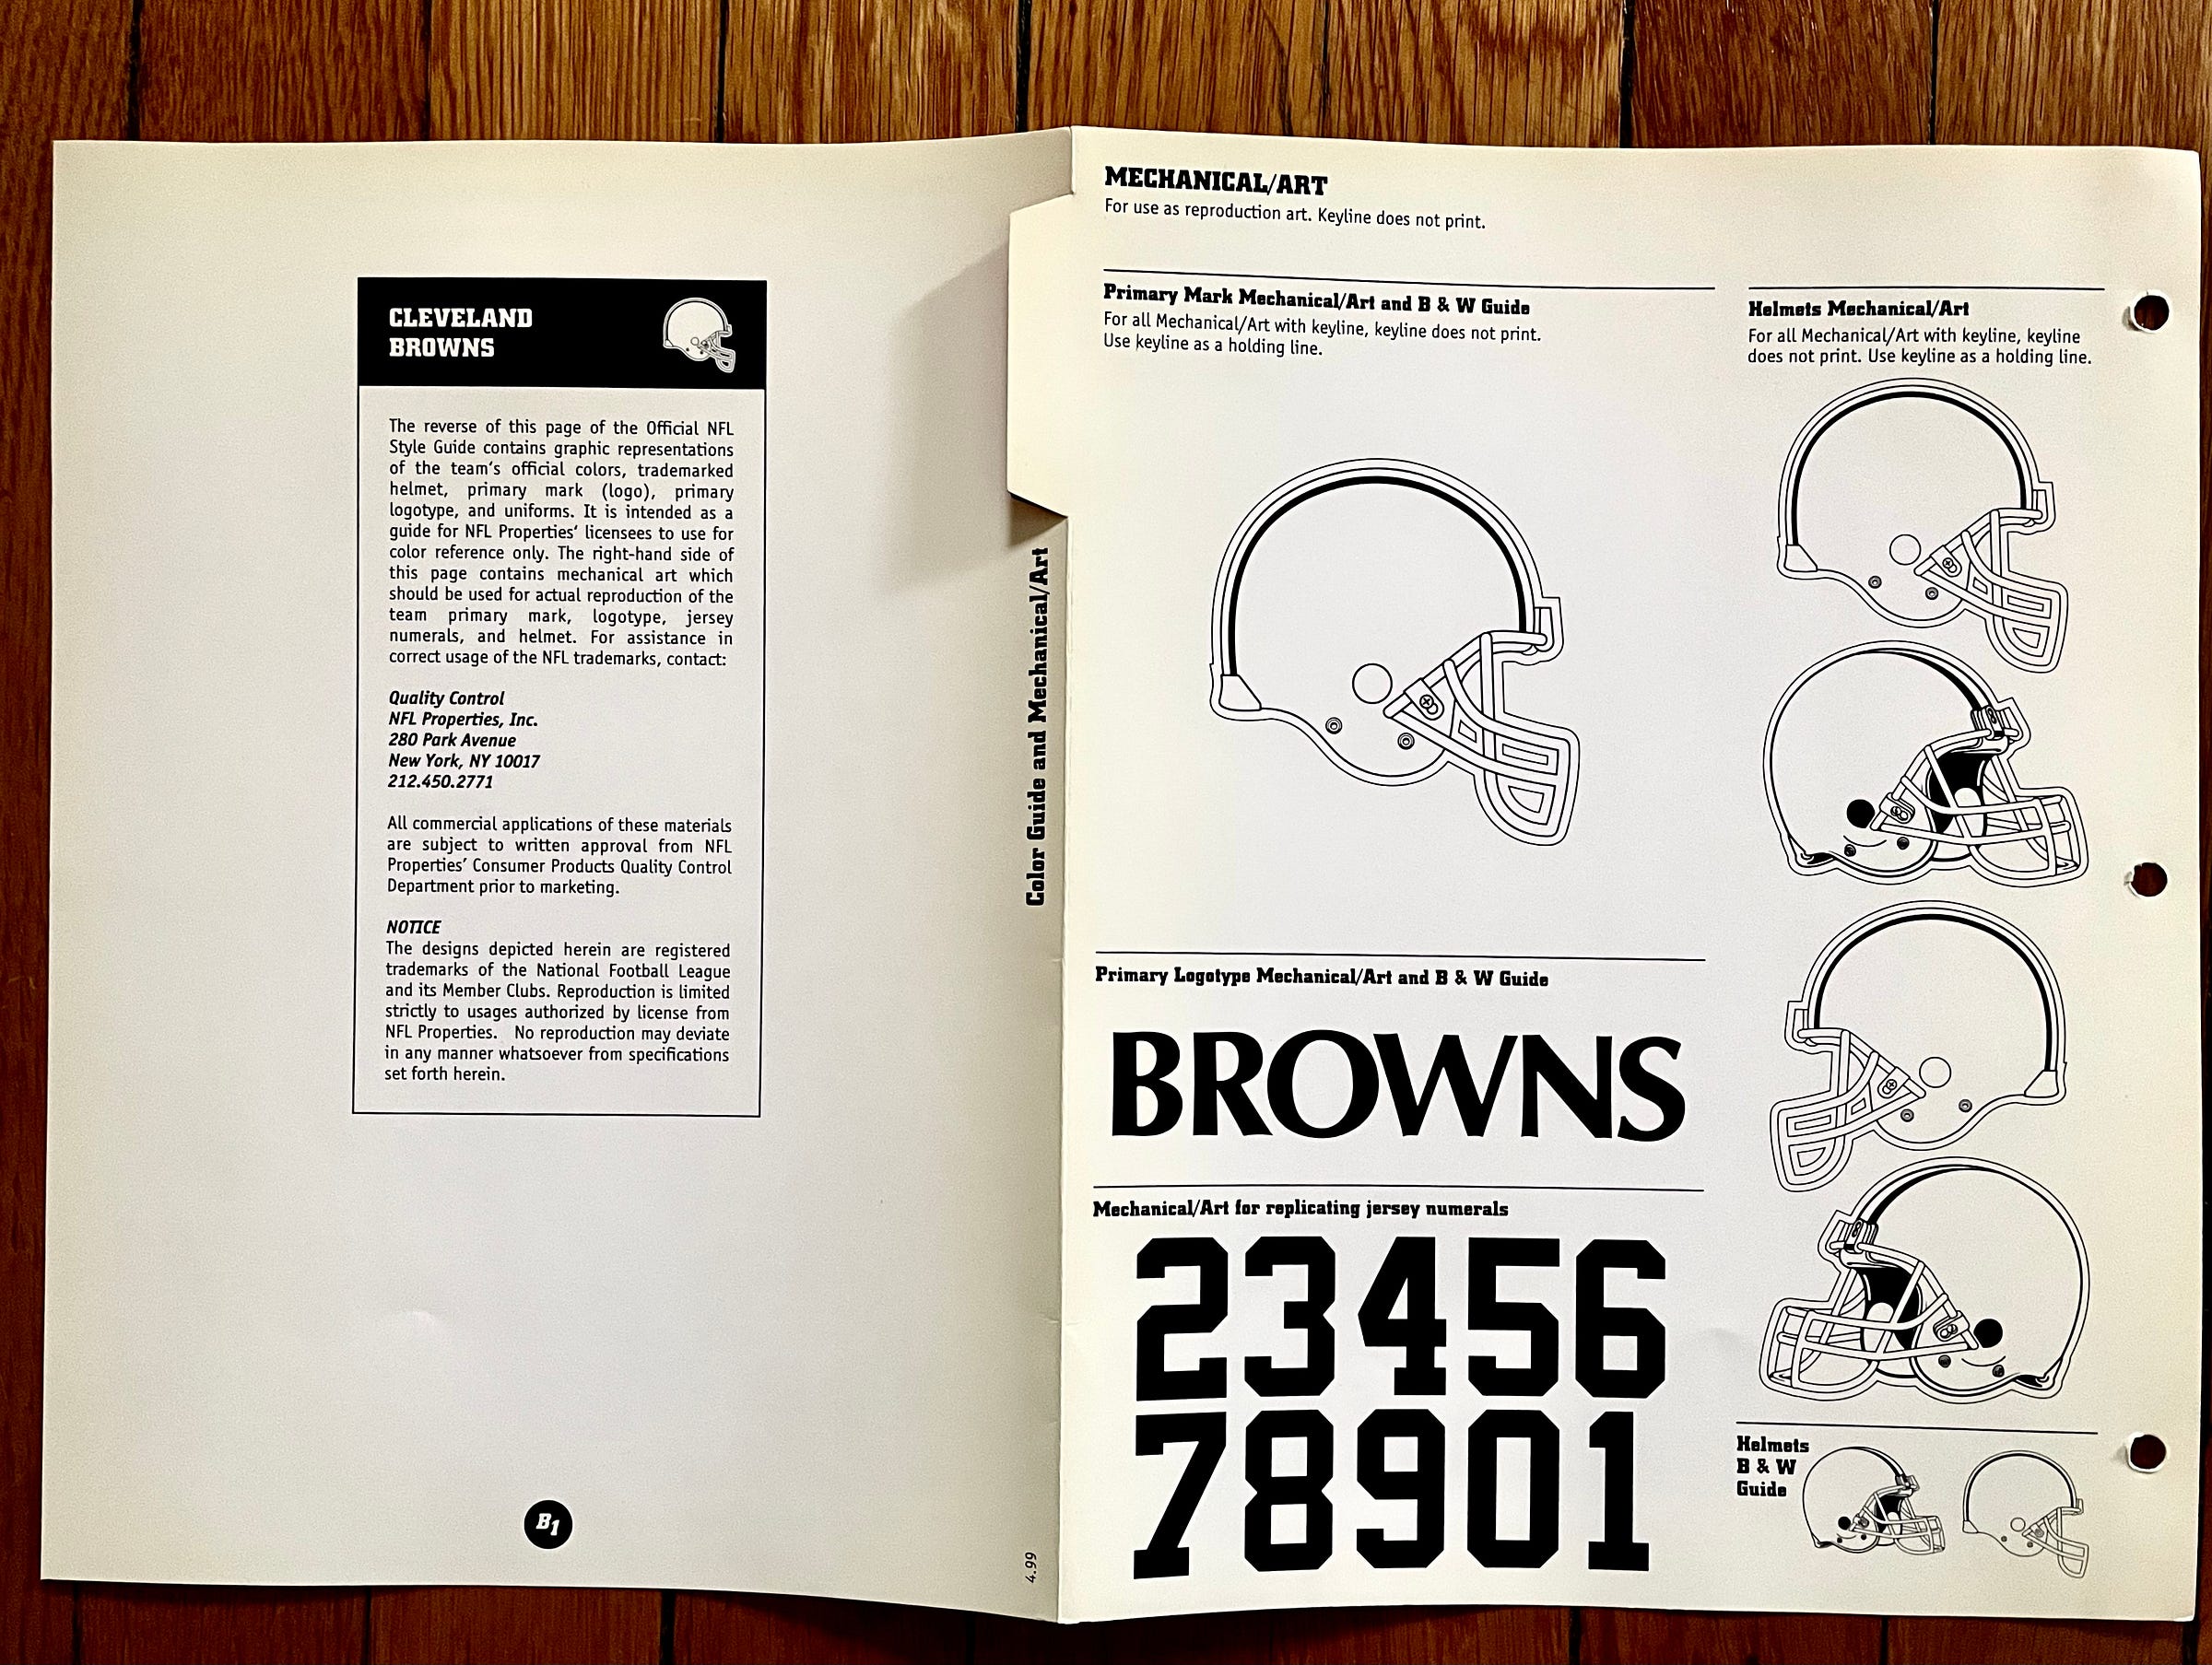 CLEVELAND
BROWNS
The reverse of this page of the Official NFL
Style Guide contains graphic representations
of the team's official colors, trademarked
helmet, primary mark (logo), primary
logotype, and uniforms. It is intended as a
guide for NFL Properties' licensees to use for
color reference only. The right-hand side of
this page contains mechanical art which
should be used for actual reproduction of the
team primary mark, logotype, jersey
numerals, and helmet. For assistance in
correct usage of the NFL trademarks, contact:
Quality Control
NFL Properties, Inc.
280 Park Avenue
New York, NY 10017
212.450.2771
All commercial applications of these materials
are subject to written approval from NFL
Properties' Consumer Products Quality Control
Department prior to marketing.
NOTICE
The designs depicted herein are registered
trademarks of the National Football League
and its Member Clubs. Reproduction is limited
strictly to usages authorized by license from
NFL Properties. No reproduction may deviate
in any manner whatsoever from specifications
set forth herein.
B1
Color Guide and Mechanical/Art
4.99
MECHANICAL/ART
For use as reproduction art. Keyline does not print.
Primary Mark Mechanical/Art and B & W Guide
For all Mechanical/Art with keyline, keyline does not print.
Use keyline as a holding line.
Primary Logotype Mechanical/Art and B & W Guide
BROWNS
Mechanical/Art for replicating jersey numerals
23456
78901
Helmets Mechanical/Art
For all Mechanical/Art with keyline, keyline
does not print. Use keyline as a holding line.
Helmets
B & W
Guide